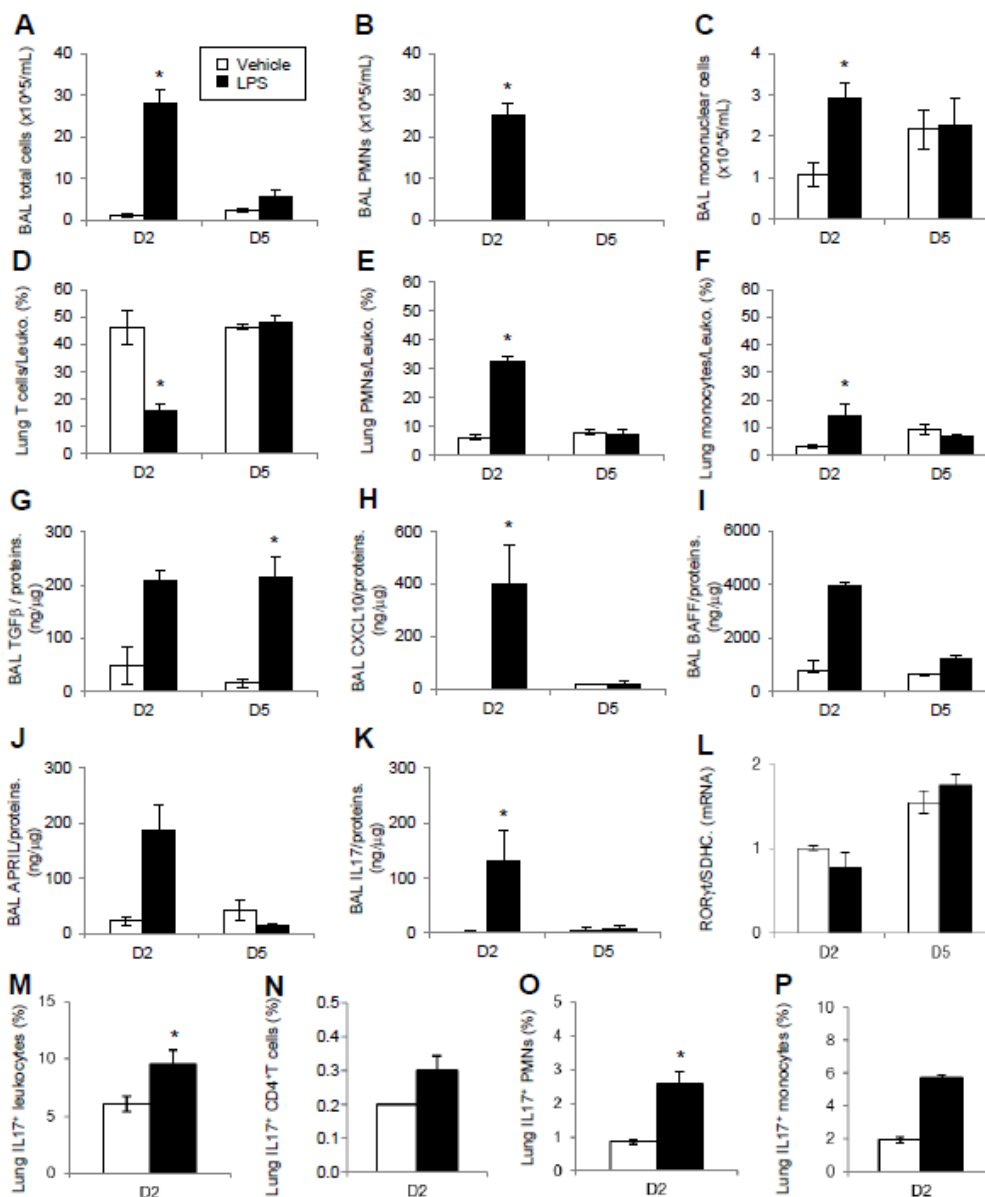 A
BAL total cells (x10^5/mL)
40
30
20
10
0
*
Vehicle
LPS
D2
D5
B
BAL PMNs (x10^5/mL)
40
30
20
10
0
*
D2
D5
C
BAL mononuclear cells
(x10^5/mL)
4
3
2
1
0
*
D2
D5
D
Lung T cells/Leuko. (%)
60
50
40
30
20
10
0
*
D2
D5
E
Lung PMNs/Leuko. (%)
60
50
40
30
20
10
0
*
D2
D5
F
Lung monocytes/Leuko. (%)
60
50
40
30
20
10
0
*
D2
D5
G
BAL TGFβ / proteins.
(ng/µg)
300
200
100
0
*
D2
D5
H
BAL CXCL10/proteins.
(ng/µg)
600
400
200
0
*
D2
D5
I
BAL BAFF/proteins.
(ng/µg)
6000
4000
2000
0
D2
D5
J
BAL APRIL/proteins.
(ng/µg)
300
200
100
0
D2
D5
K
BAL IL17/proteins.
(ng/µg)
300
200
100
0
*
D2
D5
L
RORγt/SDHC. (mRNA)
2
1
0
D2
D5
M
Lung IL17⁺ leukocytes (%)
15
10
5
0
*
D2
N
Lung IL17⁺ CD4⁺T cells (%)
0.5
0.4
0.3
0.2
0.1
0.0
D2
O
Lung IL17⁺ PMNs (%)
5
4
3
2
1
0
*
D2
P
Lung IL17⁺ monocytes (%)
10
8
6
4
2
0
D2